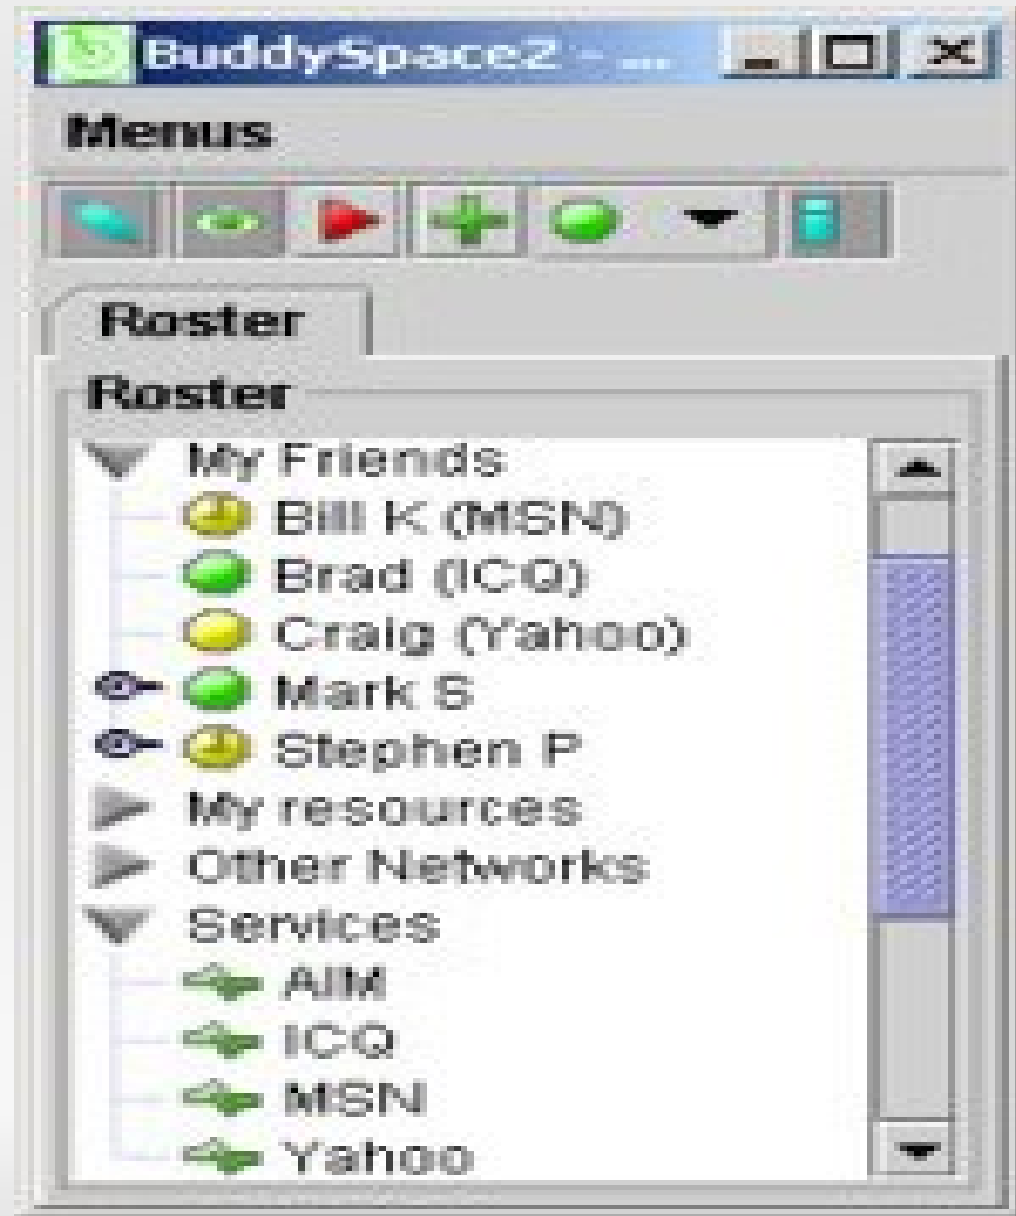 BuddySpace2 - ...
Menus
Roster
Roster
My Friends
Bill K (MSN)
Brad (ICQ)
Craig (Yahoo)
Mark S
Stephen P
My resources
Other Networks
Services
AIM
ICQ
MSN
Yahoo